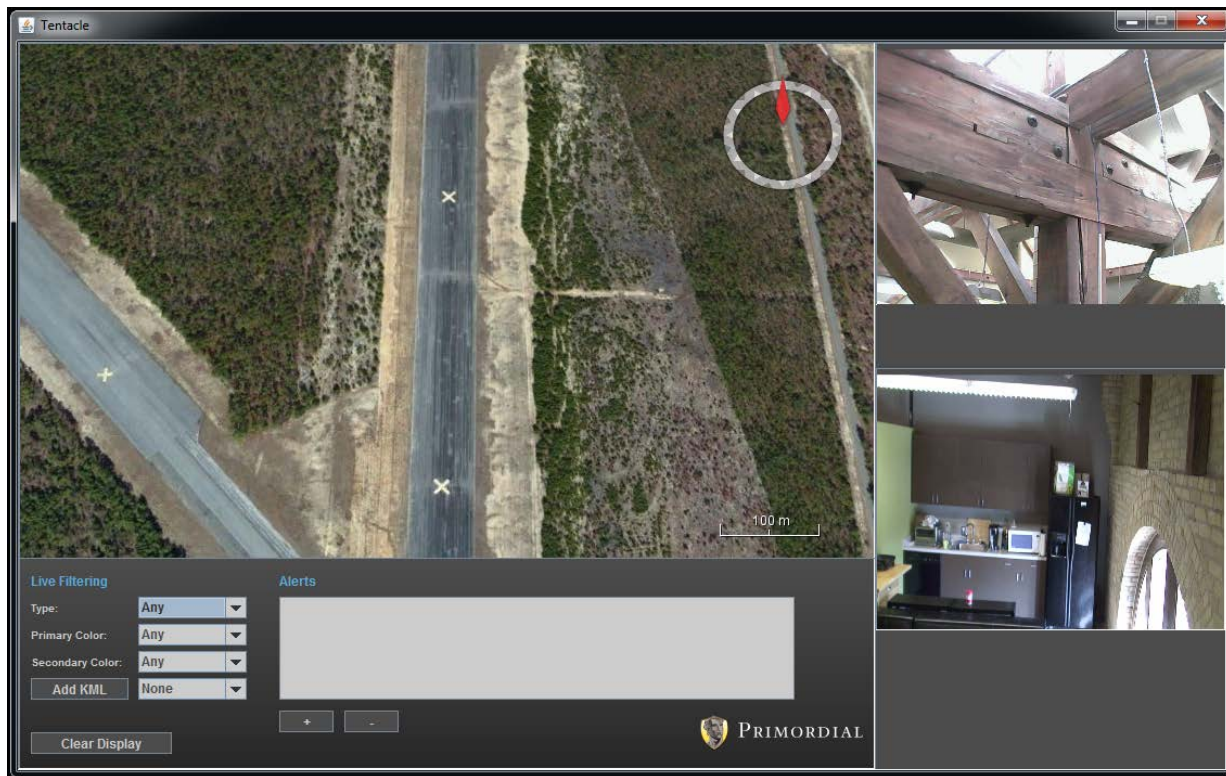 Tentacle
100 m
Live Filtering
Alerts
Type: Any
Primary Color: Any
Secondary Color: Any
Add KML None
+ -
Clear Display
PRIMORDIAL